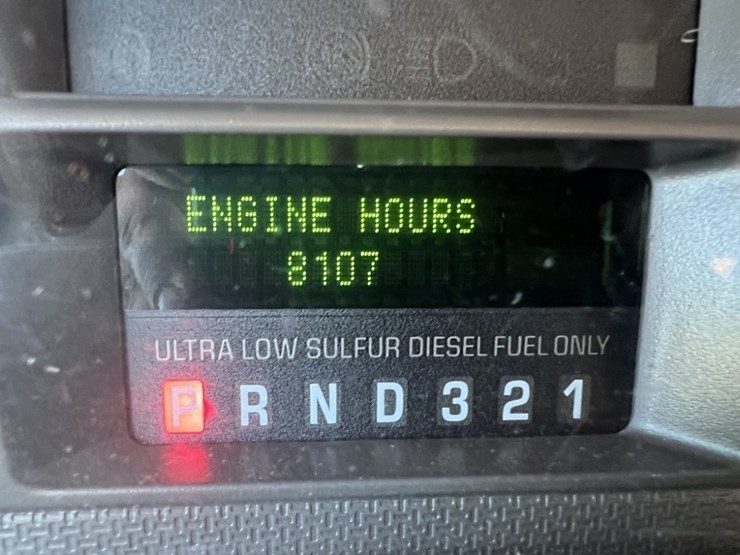 ENGINE HOURS
8107
ULTRA LOW SULFUR DIESEL FUEL ONLY
P R N D 3 2 1